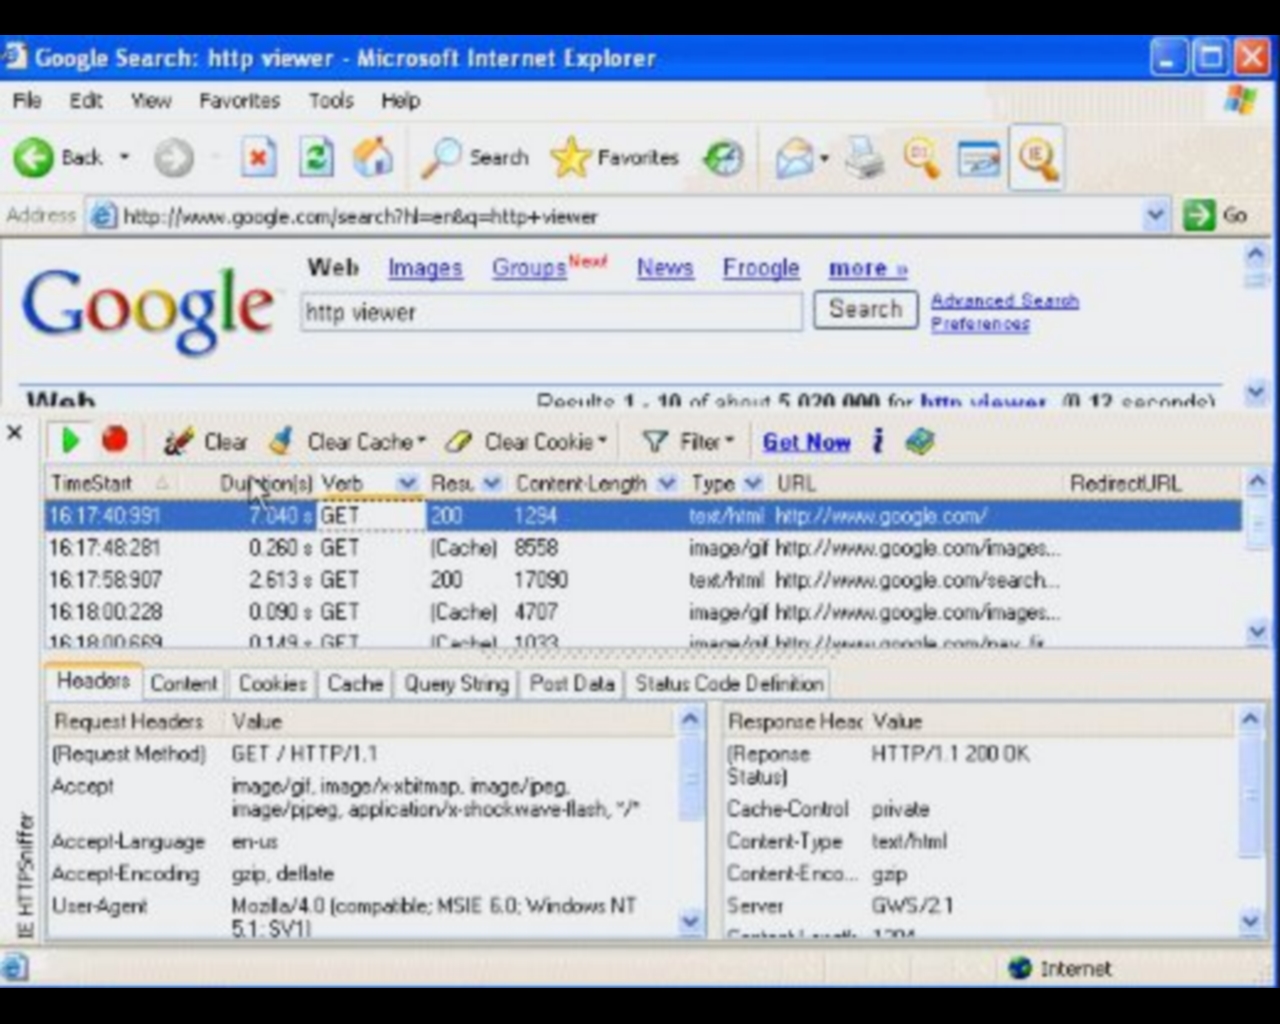 Google Search: http viewer - Microsoft Internet Explorer
File Edit View Favorites Tools Help
Back Search Favorites
Address http://www.google.com/search?hl=en&q=http+viewer Go
Google
Web Images Groups New! News Froogle more »
http viewer Search Advanced Search
Preferences
Web Results 1 - 10 of about 5,020,000 for http viewer. (0.12 seconds)
Clear Clear Cache Clear Cookie Filter Get Now
TimeStart Duration(s) Verb Resu Content-Length Type URL RedirectURL
16:17:40:991 7.040 s GET 200 1294 text/html http://www.google.com/
16:17:48:281 0.260 s GET (Cache) 8558 image/gif http://www.google.com/images...
16:17:58:907 2.613 s GET 200 17090 text/html http://www.google.com/search...
16:18:00:228 0.090 s GET (Cache) 4707 image/gif http://www.google.com/images...
16:18:00:669 0.149 s GET (Cache) 1033 image/gif
Headers Content Cookies Cache Query String Post Data Status Code Definition
Request Headers Value
(Request Method) GET / HTTP/1.1
Accept image/gif, image/x-xbitmap, image/jpeg,
image/pjpeg, application/x-shockwave-flash, */*
Accept-Language en-us
Accept-Encoding gzip, deflate
User-Agent Mozilla/4.0 (compatible; MSIE 6.0; Windows NT
5.1; SV1)
Response Heac Value
(Reponse HTTP/1.1 200 OK
Status)
Cache-Control private
Content-Type text/html
Content-Enco... gzip
Server GWS/2.1
Content-Length 1294
IE HTTPSniffer
Internet